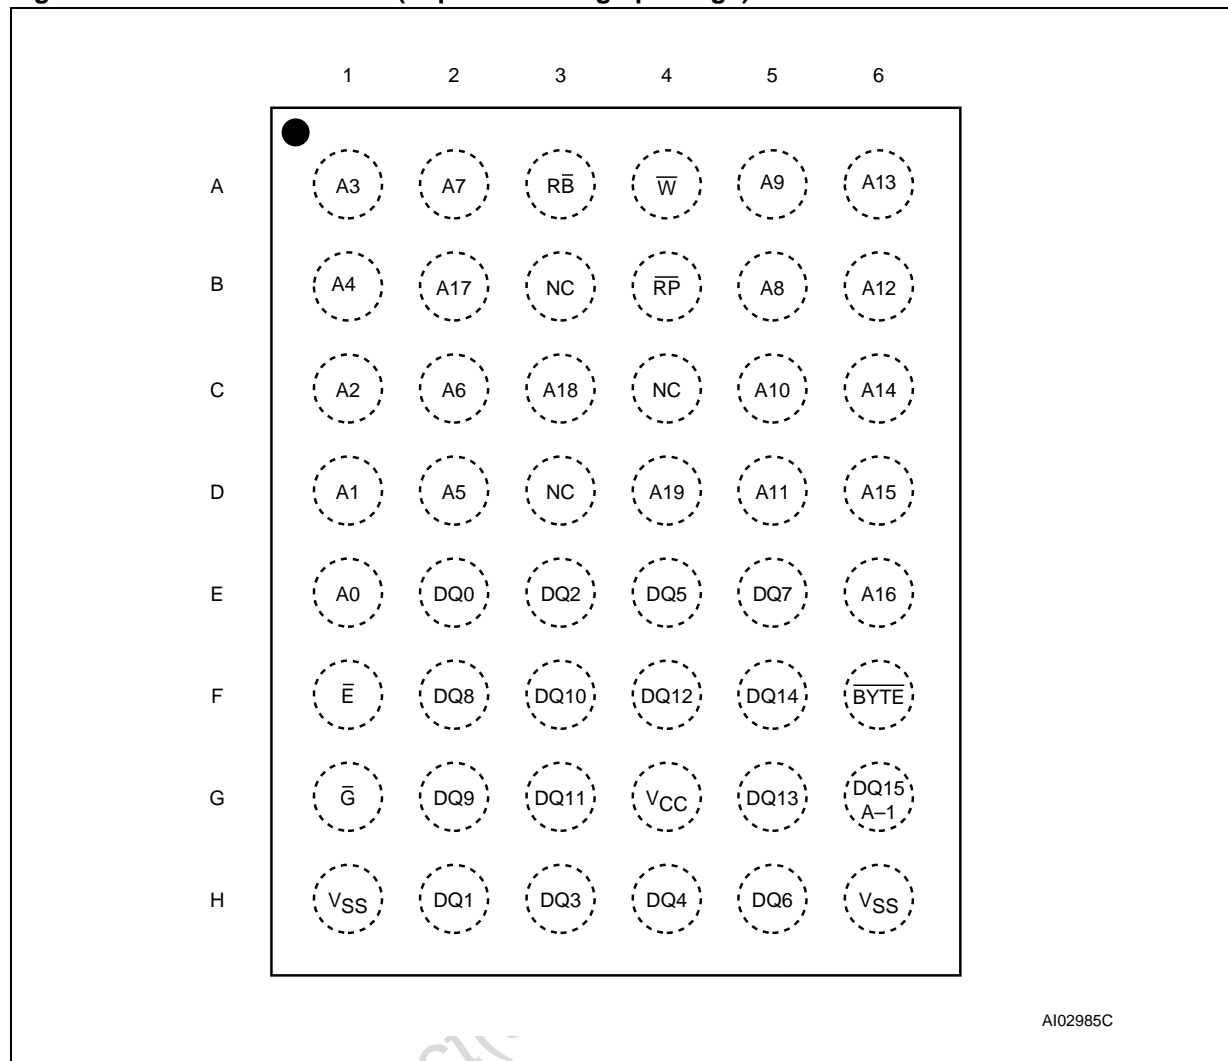 1 2 3 4 5 6
A A3 A7 RB̅ W̅ A9 A13
B A4 A17 NC R̅P̅ A8 A12
C A2 A6 A18 NC A10 A14
D A1 A5 NC A19 A11 A15
E A0 DQ0 DQ2 DQ5 DQ7 A16
F E̅ DQ8 DQ10 DQ12 DQ14 B̅Y̅T̅E̅
G G̅ DQ9 DQ11 VCC DQ13 DQ15
A–1
H VSS DQ1 DQ3 DQ4 DQ6 VSS
AI02985C